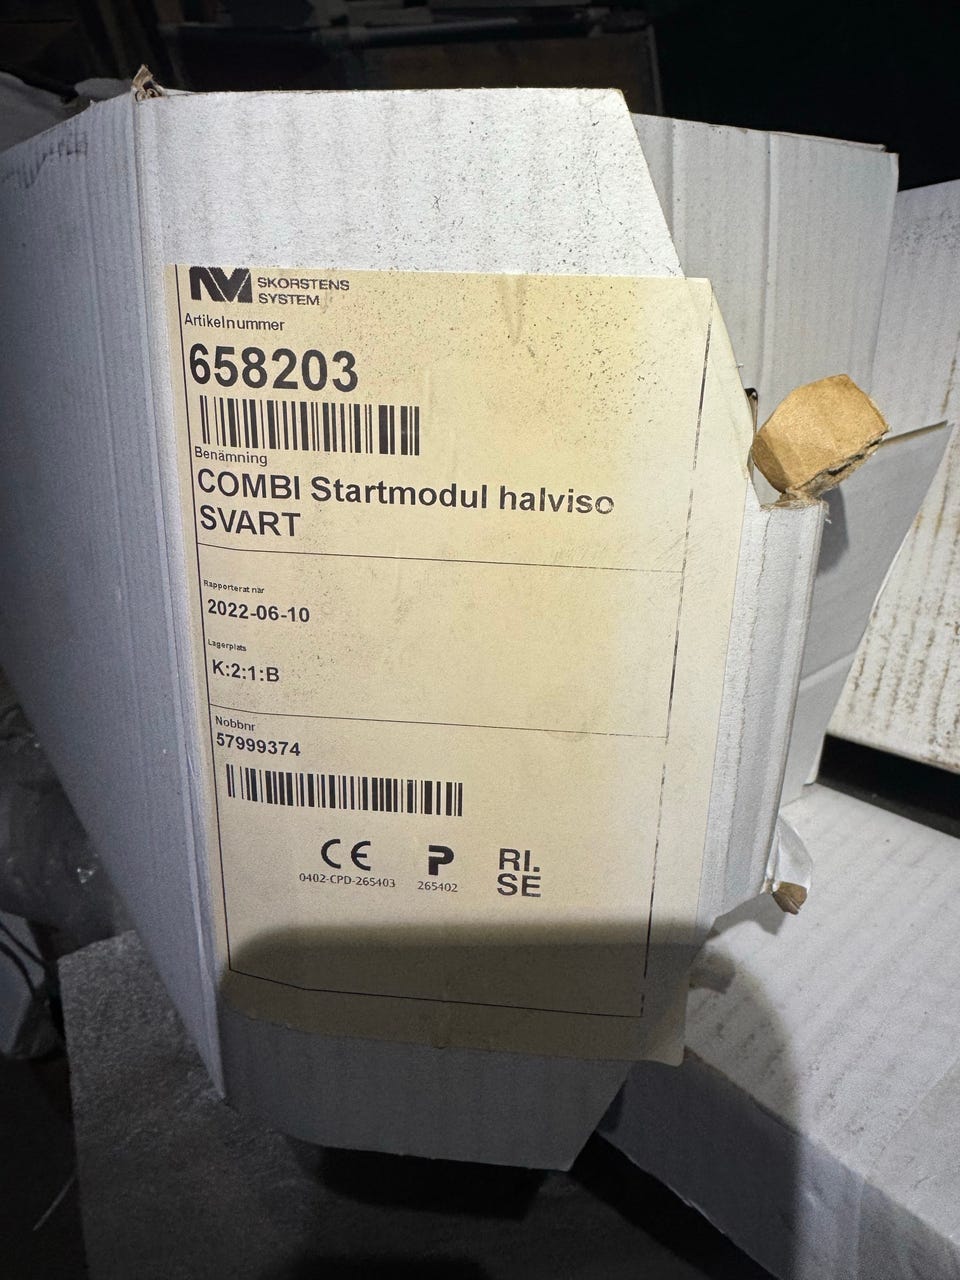 NVI SKORSTENS
SYSTEM
Artikelnummer
658203
Benämning
COMBI Startmodul halviso
SVART
Rapporterat när
2022-06-10
Lagerplats
K:2:1:B
Nobbnr
57999374
CE
0402-CPD-265403
P
265402
RI.
SE